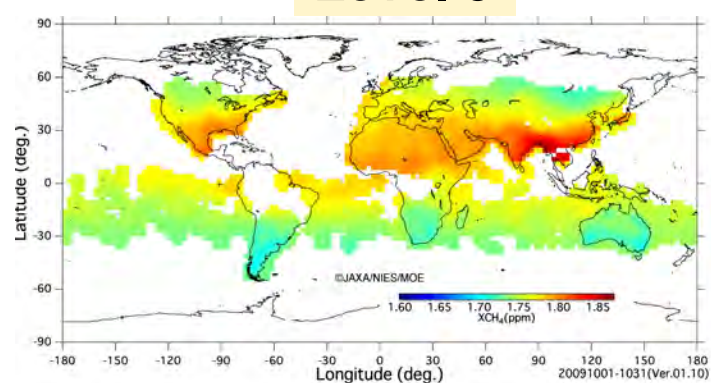 90
60
30
0
-30
-60
-90
Latitude (deg.)
©JAXA/NIES/MOE
1.60 1.65 1.70 1.75 1.80 1.85
XCH₄(ppm)
-180 -150 -120 -90 -60 -30 0 30 60 90 120 150 180
Longitude (deg.)
20091001-1031(Ver.01.10)